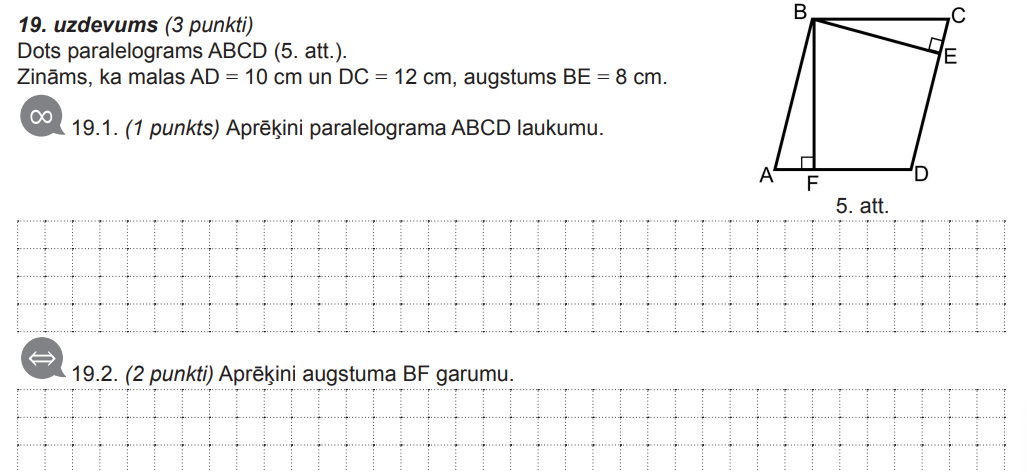 19. uzdevums (3 punkti)
Dots paralelograms ABCD (5. att.).
Zināms, ka malas AD = 10 cm un DC = 12 cm, augstums BE = 8 cm.
∞ 19.1. (1 punkts) Aprēķini paralelograma ABCD laukumu.
B
C
E
A
F
D
5. att.
⇔ 19.2. (2 punkti) Aprēķini augstuma BF garumu.